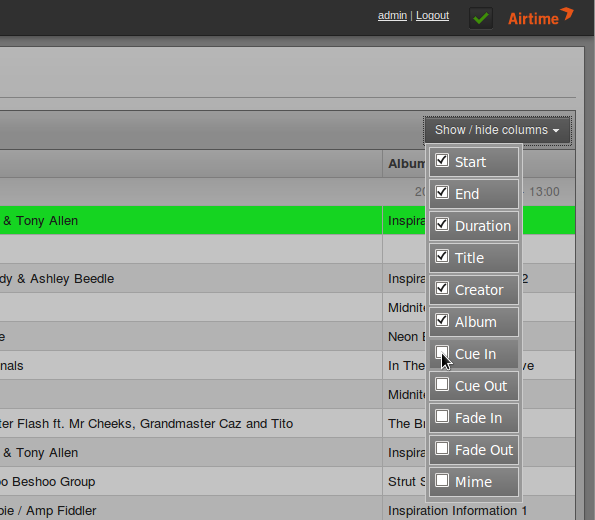 admin | Logout
Airtime
Show / hide columns
Album
Start
20 - 13:00
End
& Tony Allen Inspira
Duration
Title
dy & Ashley Beedle Inspira 2
Creator
Midnite
Album
e Neon
Cue In
nals In The ve
Cue Out
Midnite
Fade In
ter Flash ft. Mr Cheeks, Grandmaster Caz and Tito The Br
Fade Out
& Tony Allen Inspira
Mime
oo Beshoo Group Strut S
bie / Amp Fiddler Inspiration Information 1